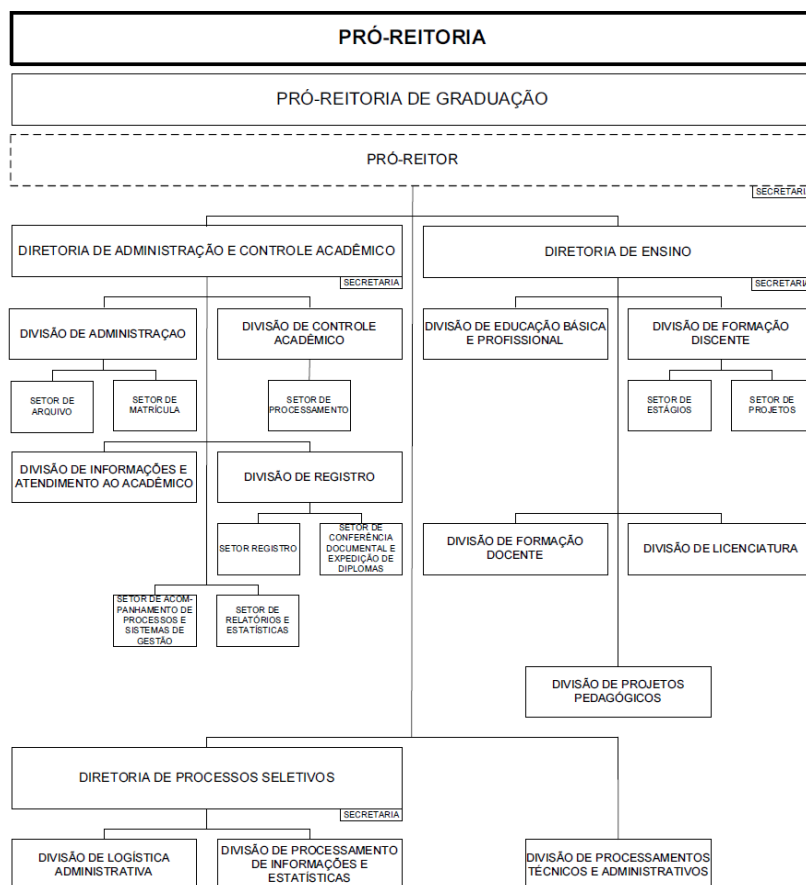 PRÓ-REITORIA
PRÓ-REITORIA DE GRADUAÇÃO
PRÓ-REITOR
SECRETARIA
DIRETORIA DE ADMINISTRAÇÃO E CONTROLE ACADÊMICO
SECRETARIA
DIRETORIA DE ENSINO
SECRETARIA
DIVISÃO DE ADMINISTRAÇAO
DIVISÃO DE CONTROLE
ACADÊMICO
DIVISÃO DE EDUCAÇÃO BÁSICA
E PROFISSIONAL
DIVISÃO DE FORMAÇÃO
DISCENTE
SETOR DE
ARQUIVO
SETOR DE
MATRÍCULA
SETOR DE
PROCESSAMENTO
SETOR DE
ESTÁGIOS
SETOR DE
PROJETOS
DIVISÃO DE INFORMAÇÕES E
ATENDIMENTO AO ACADÊMICO
DIVISÃO DE REGISTRO
SETOR REGISTRO
SETOR DE
CONFERÊNCIA
DOCUMENTAL E
EXPEDIÇÃO DE
DIPLOMAS
DIVISÃO DE FORMAÇÃO
DOCENTE
DIVISÃO DE LICENCIATURA
SETOR DE ACOM-
PANHAMENTO DE
PROCESSOS E
SISTEMAS DE
GESTÃO
SETOR DE
RELATÓRIOS E
ESTATÍSTICAS
DIVISÃO DE PROJETOS
PEDAGÓGICOS
DIRETORIA DE PROCESSOS SELETIVOS
SECRETARIA
DIVISÃO DE LOGÍSTICA
ADMINISTRATIVA
DIVISÃO DE PROCESSAMENTO
DE INFORMAÇÕES E
ESTATÍSTICAS
DIVISÃO DE PROCESSAMENTOS
TÉCNICOS E ADMINISTRATIVOS